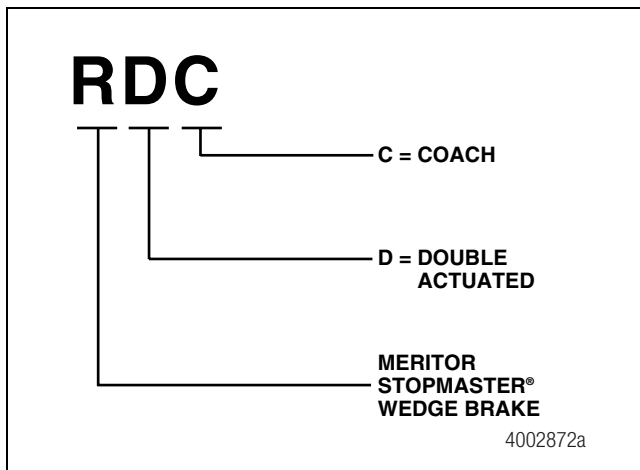 RDC
C = COACH
D = DOUBLE
ACTUATED
MERITOR
STOPMASTER®
WEDGE BRAKE
4002872a